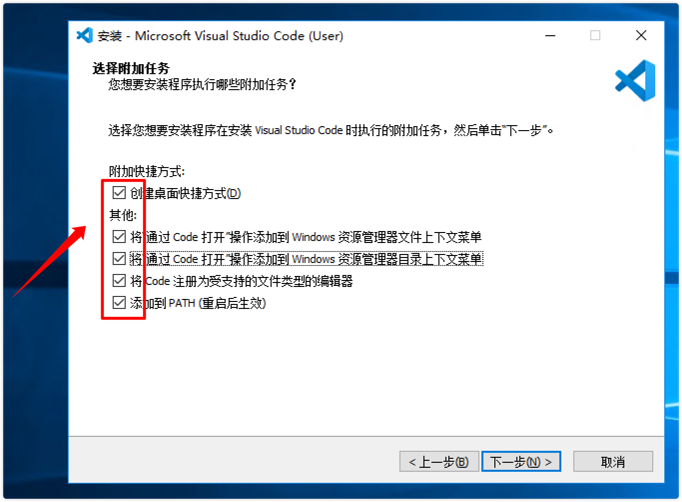 安装 - Microsoft Visual Studio Code (User)
选择附加任务
您想要安装程序执行哪些附加任务？
选择您想要安装程序在安装 Visual Studio Code 时执行的附加任务，然后单击“下一步”。
附加快捷方式:
创建桌面快捷方式(D)
其他:
将“通过 Code 打开”操作添加到 Windows 资源管理器文件上下文菜单
将“通过 Code 打开”操作添加到 Windows 资源管理器目录上下文菜单
将 Code 注册为受支持的文件类型的编辑器
添加到 PATH (重启后生效)
< 上一步(B) 下一步(N) > 取消